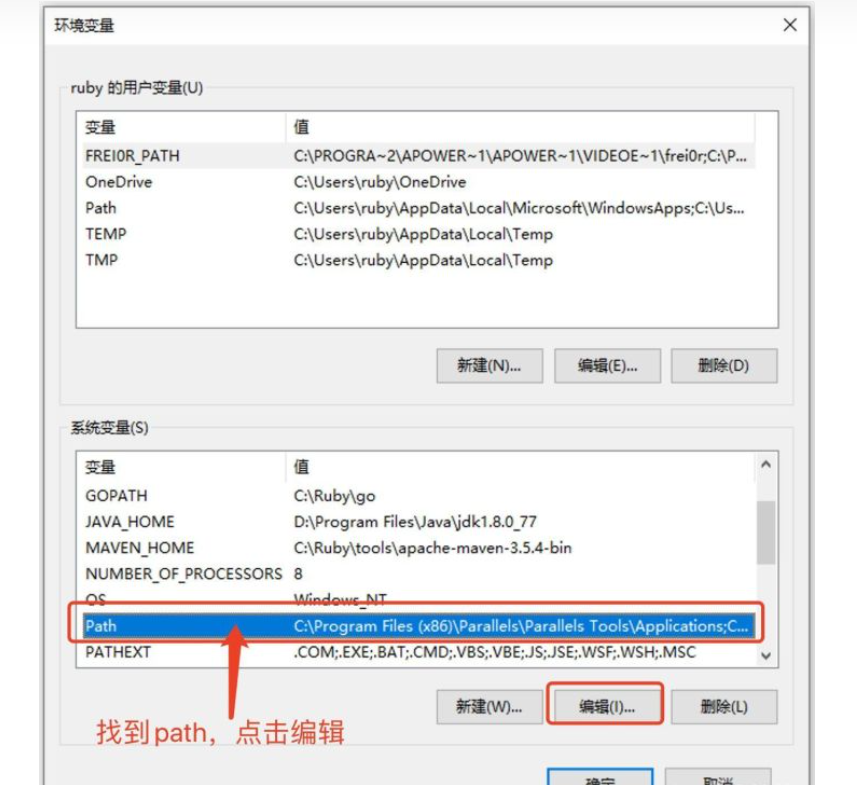 环境变量
ruby 的用户变量(U)
变量 值
FREI0R_PATH C:\PROGRA~2\APOWER~1\APOWER~1\VIDEOE~1\frei0r;C:\P...
OneDrive C:\Users\ruby\OneDrive
Path C:\Users\ruby\AppData\Local\Microsoft\WindowsApps;C:\Us...
TEMP C:\Users\ruby\AppData\Local\Temp
TMP C:\Users\ruby\AppData\Local\Temp
新建(N)... 编辑(E)... 删除(D)
系统变量(S)
变量 值
GOPATH C:\Ruby\go
JAVA_HOME D:\Program Files\Java\jdk1.8.0_77
MAVEN_HOME C:\Ruby\tools\apache-maven-3.5.4-bin
NUMBER_OF_PROCESSORS 8
OS Windows_NT
Path C:\Program Files (x86)\Parallels\Parallels Tools\Applications;C...
PATHEXT .COM;.EXE;.BAT;.CMD;.VBS;.VBE;.JS;.JSE;.WSF;.WSH;.MSC
新建(W)... 编辑(I)... 删除(L)
找到path，点击编辑
确定 取消